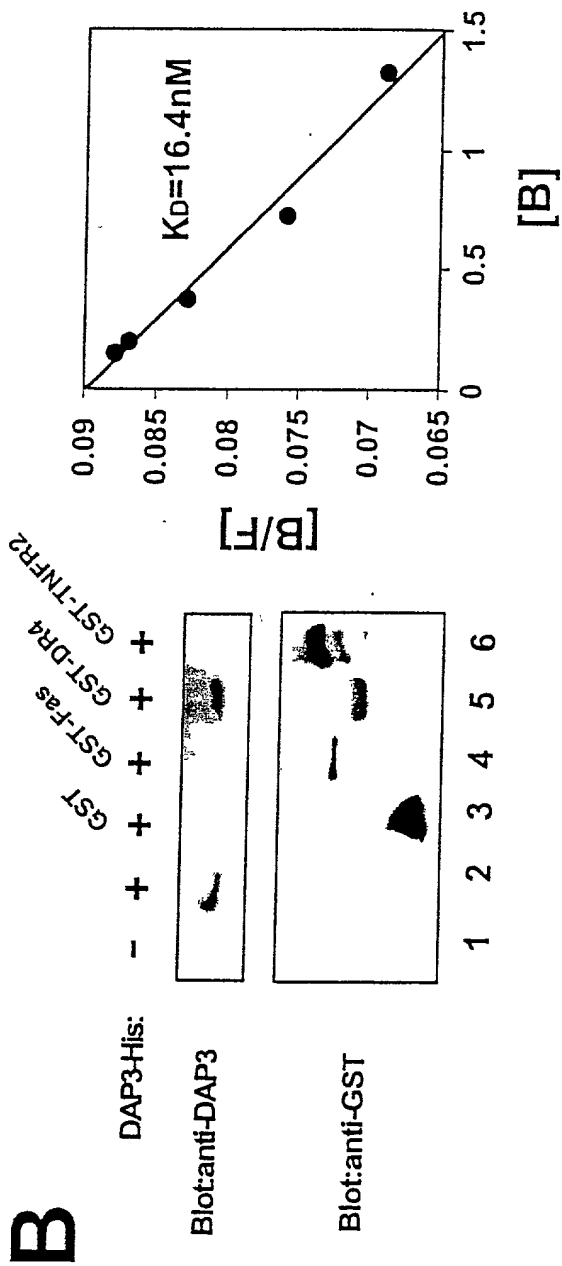 B
GST
GST-Fas
GST-DR4
GST-TNFR2
DAP3-His: - + + + + +
Blot:anti-DAP3
Blot:anti-GST
1 2 3 4 5 6
[B/F]
0.09
0.085
0.08
0.075
0.07
0.065
KD=16.4nM
0 0.5 1 1.5
[B]